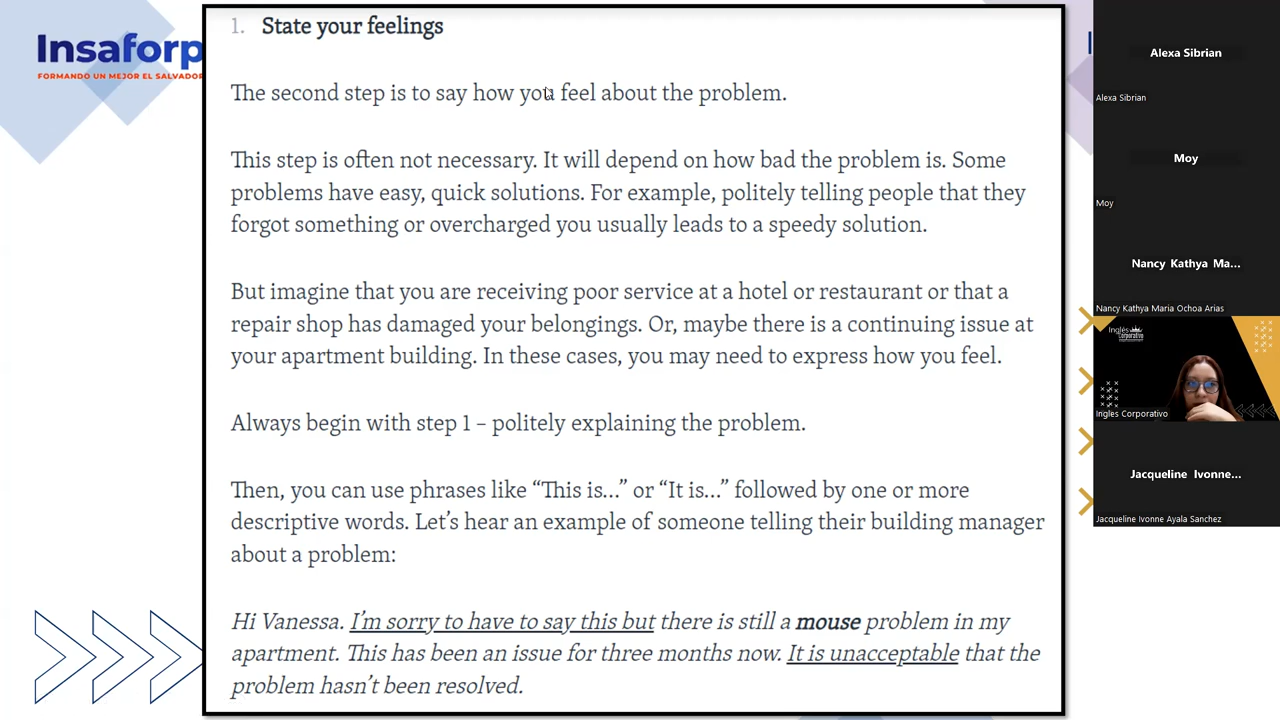 Insaforp
FORMANDO UN MEJOR EL SALVADOR
1. State your feelings
The second step is to say how you feel about the problem.
This step is often not necessary. It will depend on how bad the problem is. Some
problems have easy, quick solutions. For example, politely telling people that they
forgot something or overcharged you usually leads to a speedy solution.
But imagine that you are receiving poor service at a hotel or restaurant or that a
repair shop has damaged your belongings. Or, maybe there is a continuing issue at
your apartment building. In these cases, you may need to express how you feel.
Always begin with step 1 – politely explaining the problem.
Then, you can use phrases like “This is...” or “It is...” followed by one or more
descriptive words. Let’s hear an example of someone telling their building manager
about a problem:
Hi Vanessa. I’m sorry to have to say this but there is still a mouse problem in my
apartment. This has been an issue for three months now. It is unacceptable that the
problem hasn’t been resolved.
Alexa Sibrian
Alexa Sibrian
Moy
Moy
Nancy Kathya Ma...
Nancy Kathya Maria Ochoa Arias
Inglés
Corporativo
Ingles Corporativo
Jacqueline Ivonne...
Jacqueline Ivonne Ayala Sanchez